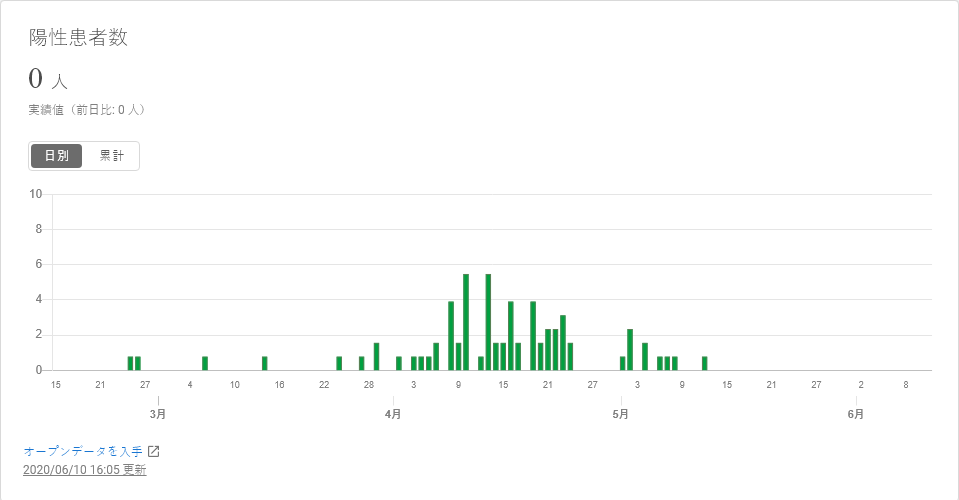 陽性患者数
0 人
実績値（前日比: 0 人）
日別 累計
10
8
6
4
2
0
15 21 27 4 10 16 22 28 3 9 15 21 27 3 9 15 21 27 2 8
3月 4月 5月 6月
オープンデータを入手
2020/06/10 16:05 更新